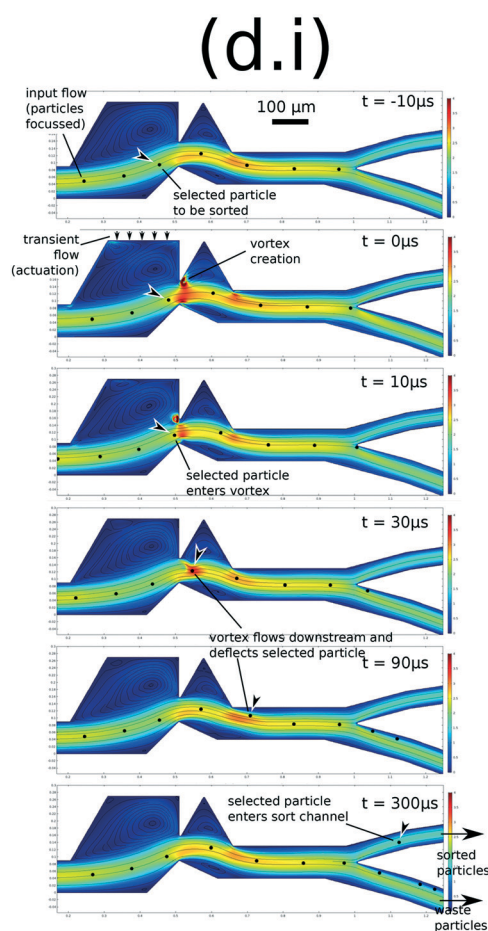 (d.i)
input flow
(particles
focussed)
100 µm
t = -10µs
selected particle
to be sorted
transient
flow
(actuation)
vortex
creation
t = 0µs
t = 10µs
selected particle
enters vortex
t = 30µs
vortex flows downstream and
deflects selected particle
t = 90µs
selected particle
enters sort channel
t = 300µs
sorted
particles
waste
particles